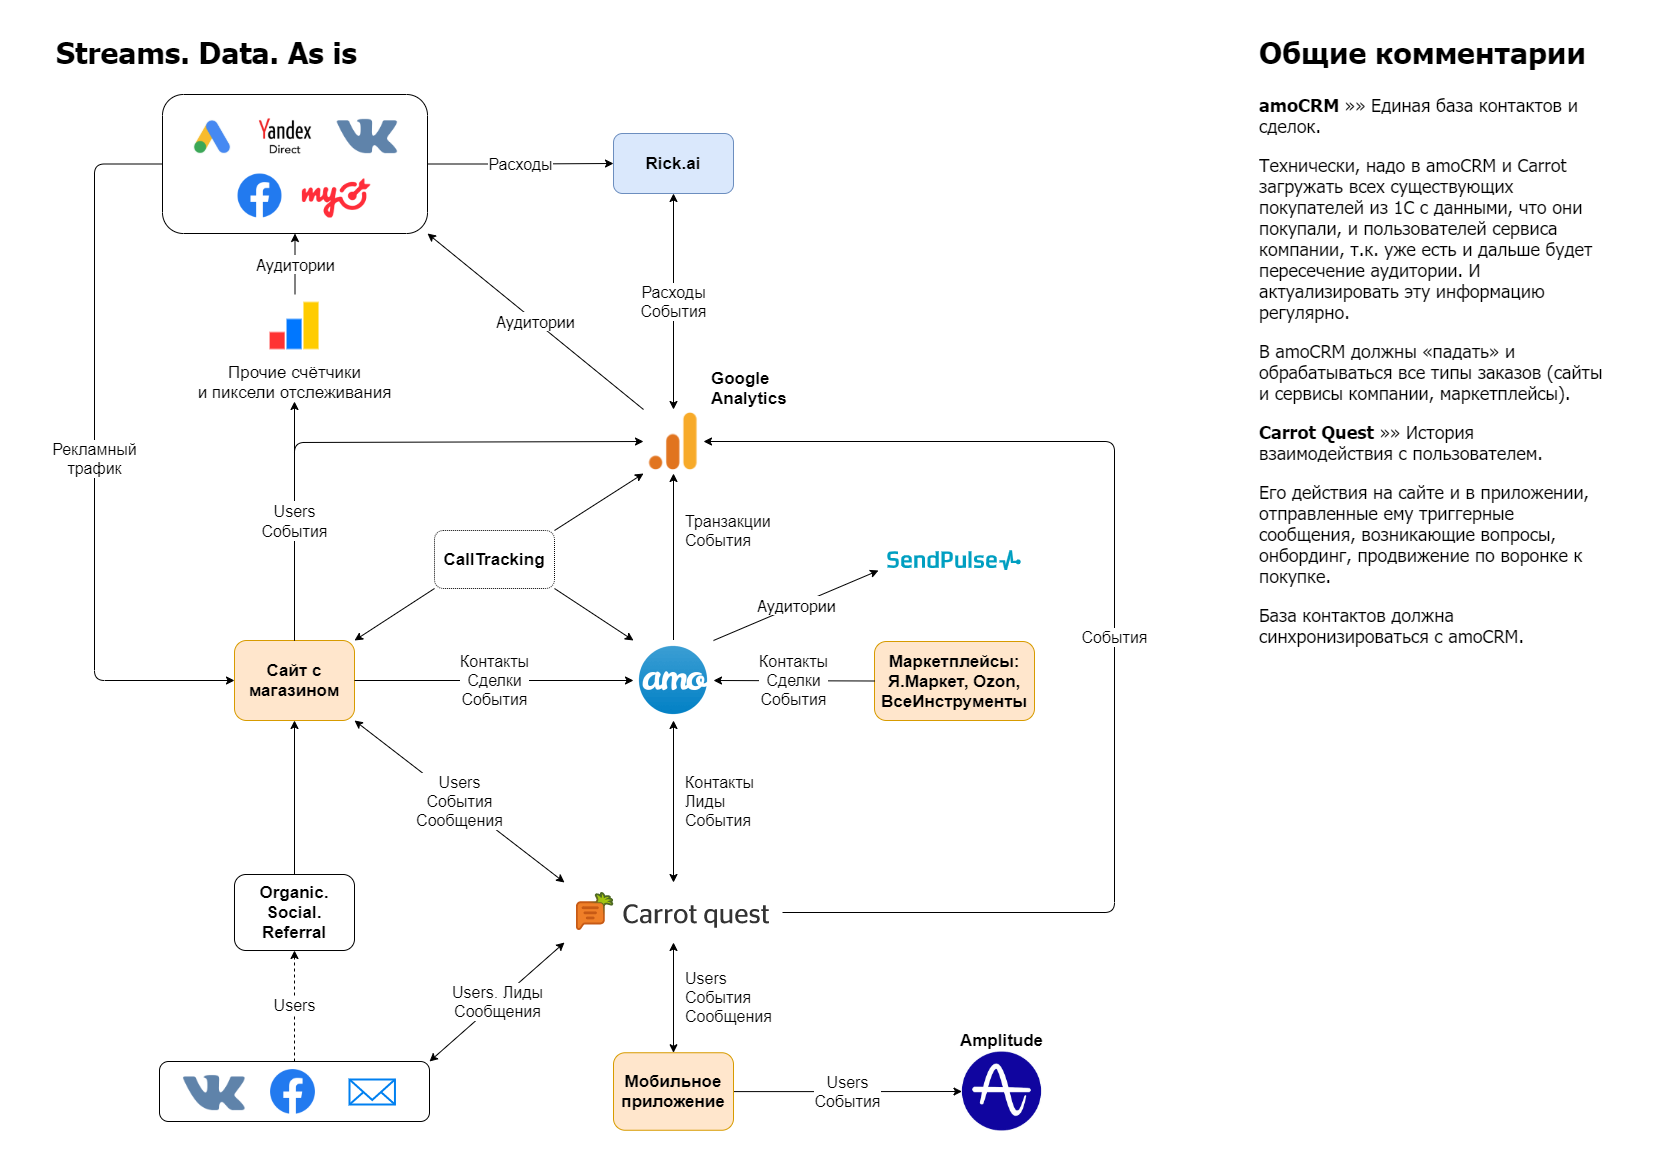 Streams. Data. As is
Общие комментарии
Yandex
Direct
my
Расходы
Rick.ai
Аудитории
Расходы
События
Аудитории
Прочие счётчики
и пиксели отслеживания
Google
Analytics
Рекламный
трафик
Users
События
CallTracking
Транзакции
События
SendPulse
Аудитории
События
Сайт с
магазином
Контакты
Сделки
События
amo
Контакты
Сделки
События
Маркетплейсы:
Я.Маркет, Ozon,
ВсеИнструменты
Users
События
Сообщения
Контакты
Лиды
События
Organic.
Social.
Referral
Carrot quest
Users
Users. Лиды
Сообщения
Users
События
Сообщения
Мобильное
приложение
Users
События
Amplitude
amoCRM »» Единая база контактов и
сделок.
Технически, надо в amoCRM и Carrot
загружать всех существующих
покупателей из 1С с данными, что они
покупали, и пользователей сервиса
компании, т.к. уже есть и дальше будет
пересечение аудитории. И
актуализировать эту информацию
регулярно.
В amoCRM должны «падать» и
обрабатываться все типы заказов (сайты
и сервисы компании, маркетплейсы).
Carrot Quest »» История
взаимодействия с пользователем.
Его действия на сайте и в приложении,
отправленные ему триггерные
сообщения, возникающие вопросы,
онбординг, продвижение по воронке к
покупке.
База контактов должна
синхронизироваться с amoCRM.